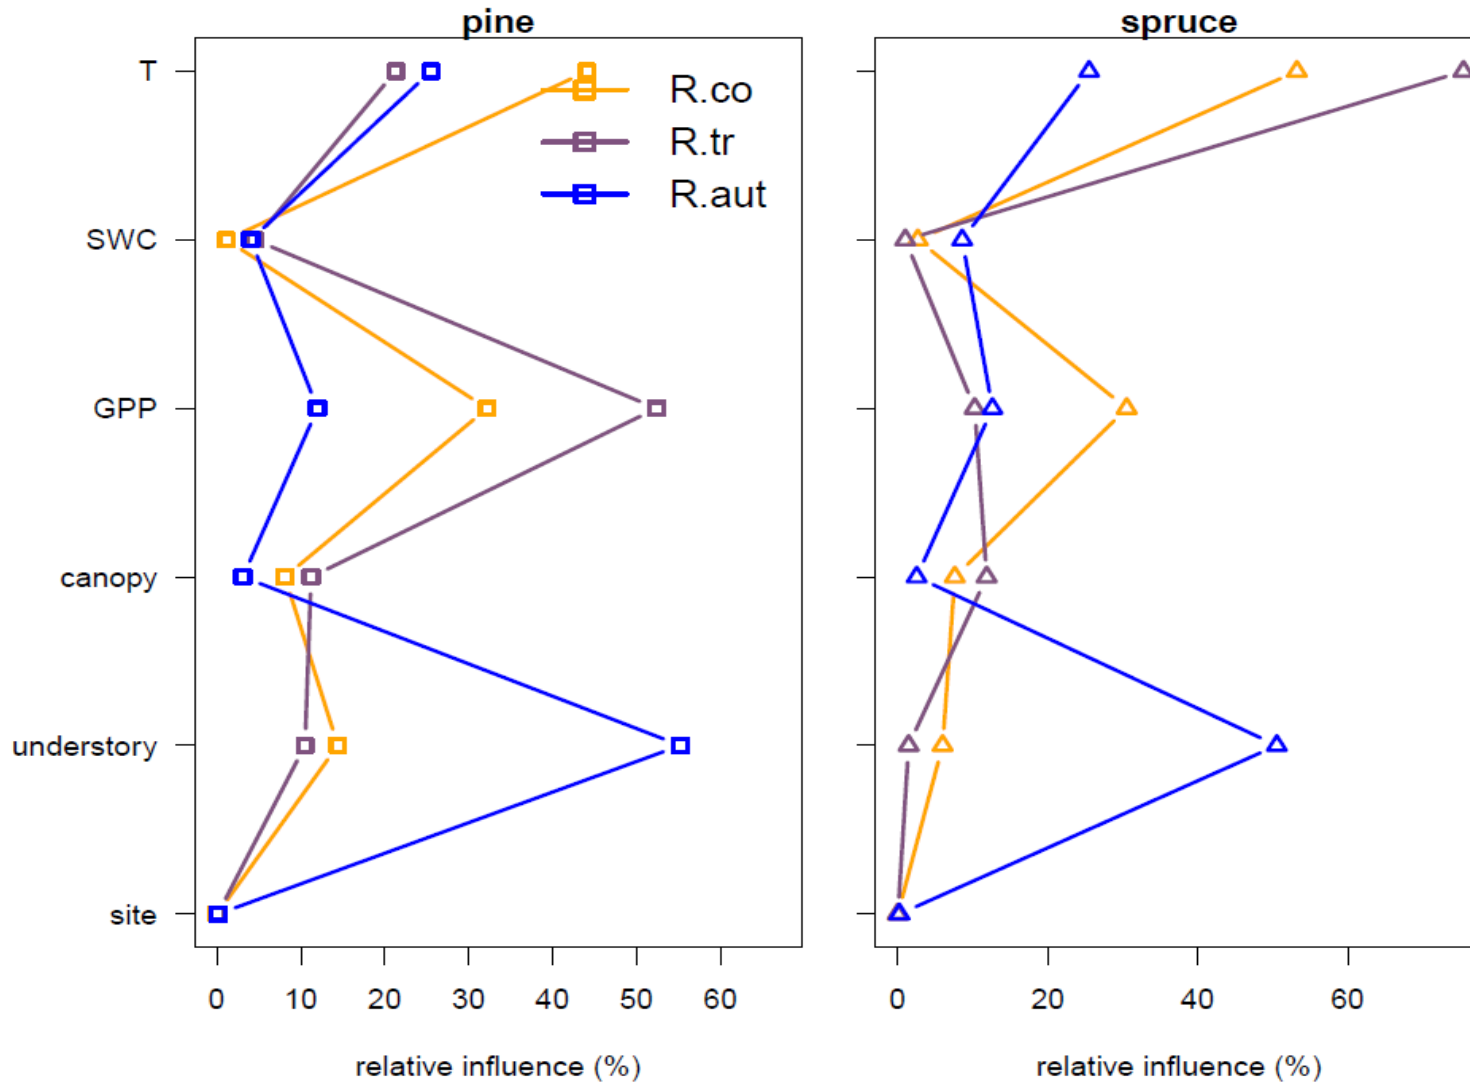 pine
spruce
T
R.co
R.tr
R.aut
SWC
GPP
canopy
understory
site
0 10 20 30 40 50 60
0 20 40 60
relative influence (%)
relative influence (%)